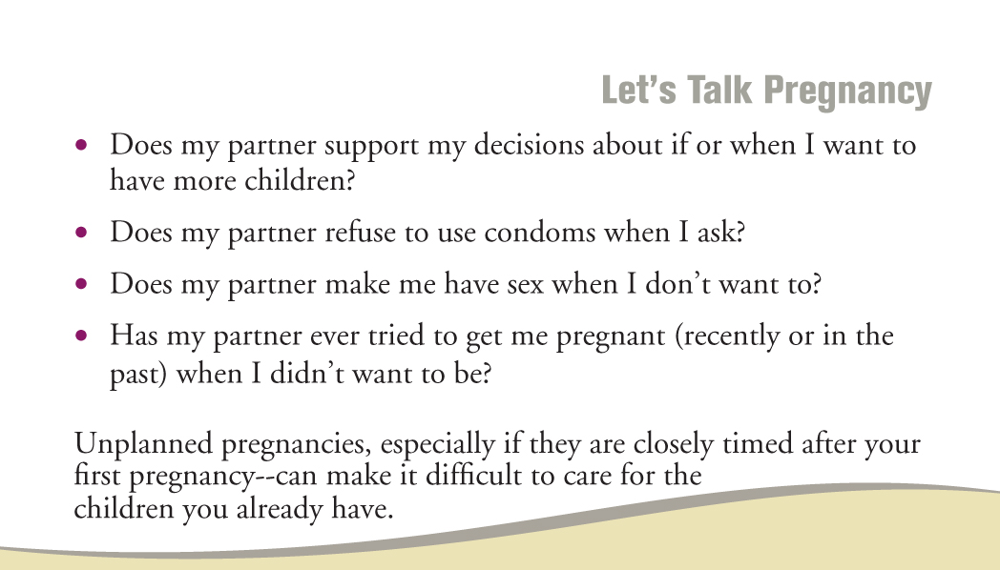 Let’s Talk Pregnancy
• Does my partner support my decisions about if or when I want to
have more children?
• Does my partner refuse to use condoms when I ask?
• Does my partner make me have sex when I don’t want to?
• Has my partner ever tried to get me pregnant (recently or in the
past) when I didn’t want to be?
Unplanned pregnancies, especially if they are closely timed after your
first pregnancy--can make it difficult to care for the
children you already have.